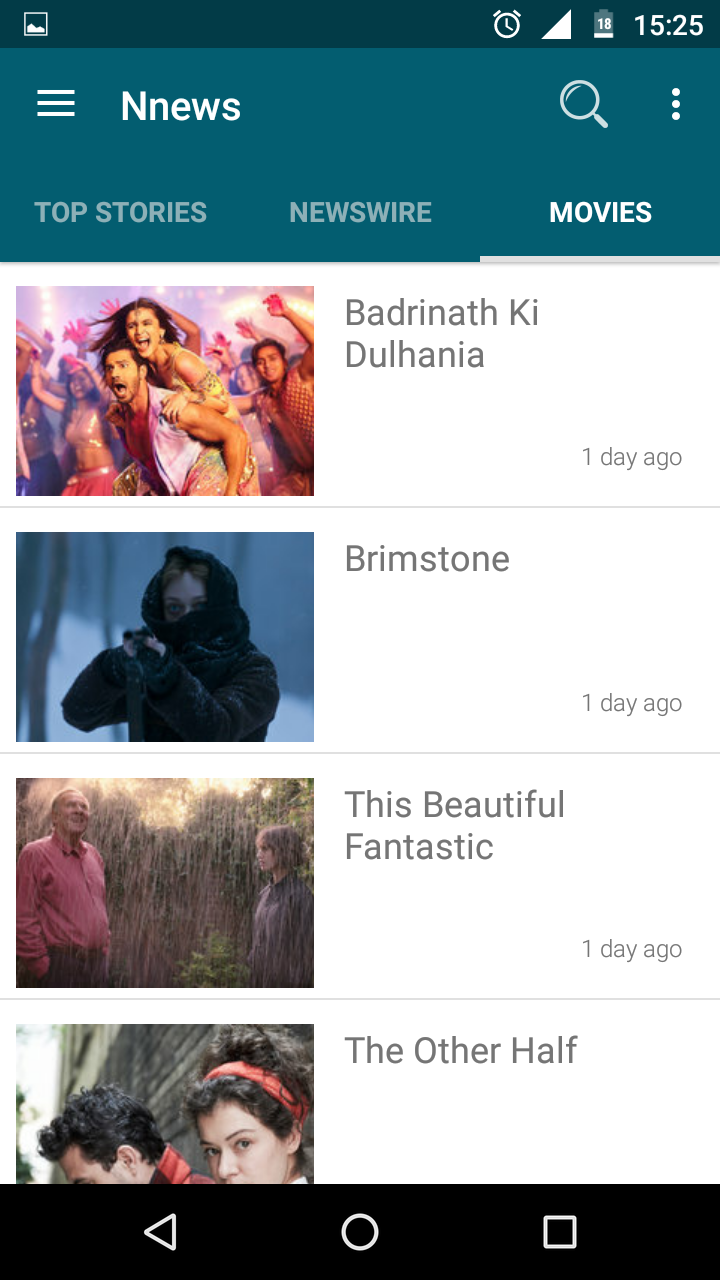 18 15:25
Nnews
TOP STORIES NEWSWIRE MOVIES
Badrinath Ki
Dulhania
1 day ago
Brimstone
1 day ago
This Beautiful
Fantastic
1 day ago
The Other Half